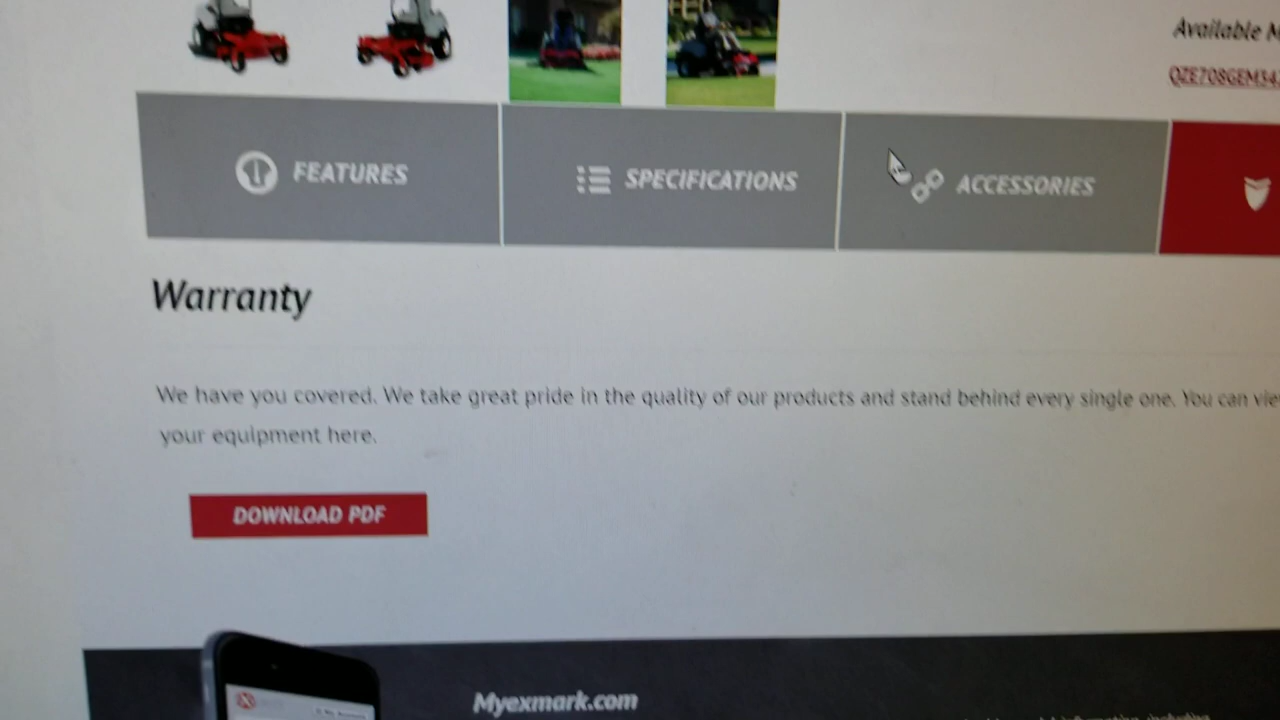 Available
FEATURES
SPECIFICATIONS
ACCESSORIES
Warranty
We have you covered. We take great pride in the quality of our products and stand behind every single one. You can
your equipment here.
DOWNLOAD PDF
Myexmark.com